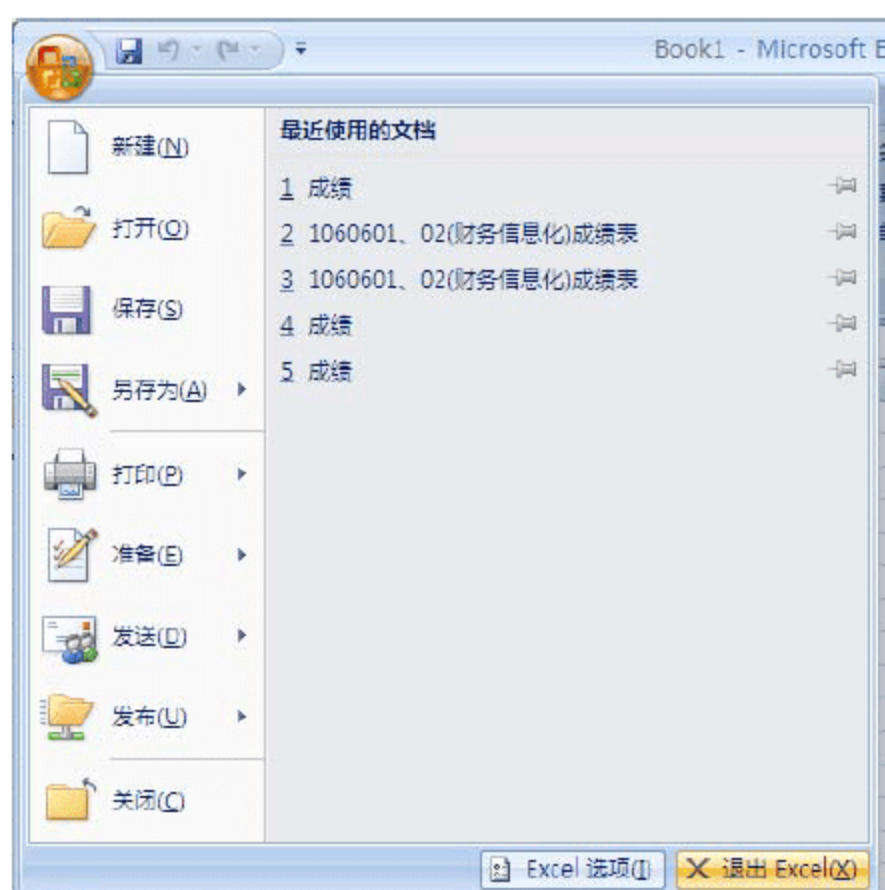 Book1 - Microsoft E
新建(N)
打开(O)
保存(S)
另存为(A)
打印(P)
准备(E)
发送(D)
发布(U)
关闭(C)
最近使用的文档
1 成绩
2 1060601、02(财务信息化)成绩表
3 1060601、02(财务信息化)成绩表
4 成绩
5 成绩
Excel 选项(I)
退出 Excel(X)